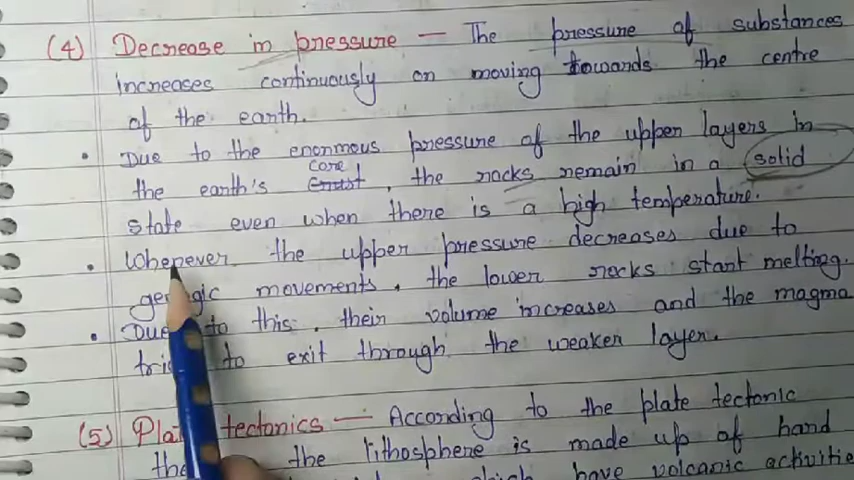 (4) Decrease in pressure — The pressure of substances
increases continuously on moving towards the centre
of the earth.
• Due to the enormous pressure of the upper layers in
core
the earth's Crust, the rocks remain in a solid
state even when there is a high temperature.
• Whenever the upper pressure decreases due to
geologic movements, the lower rocks start melting.
• Due to this, their volume increases and the magma
to exit through the weaker layer.
(5) tectonics — According to the plate tectonic
the lithosphere is made up of hard
which have volcanic